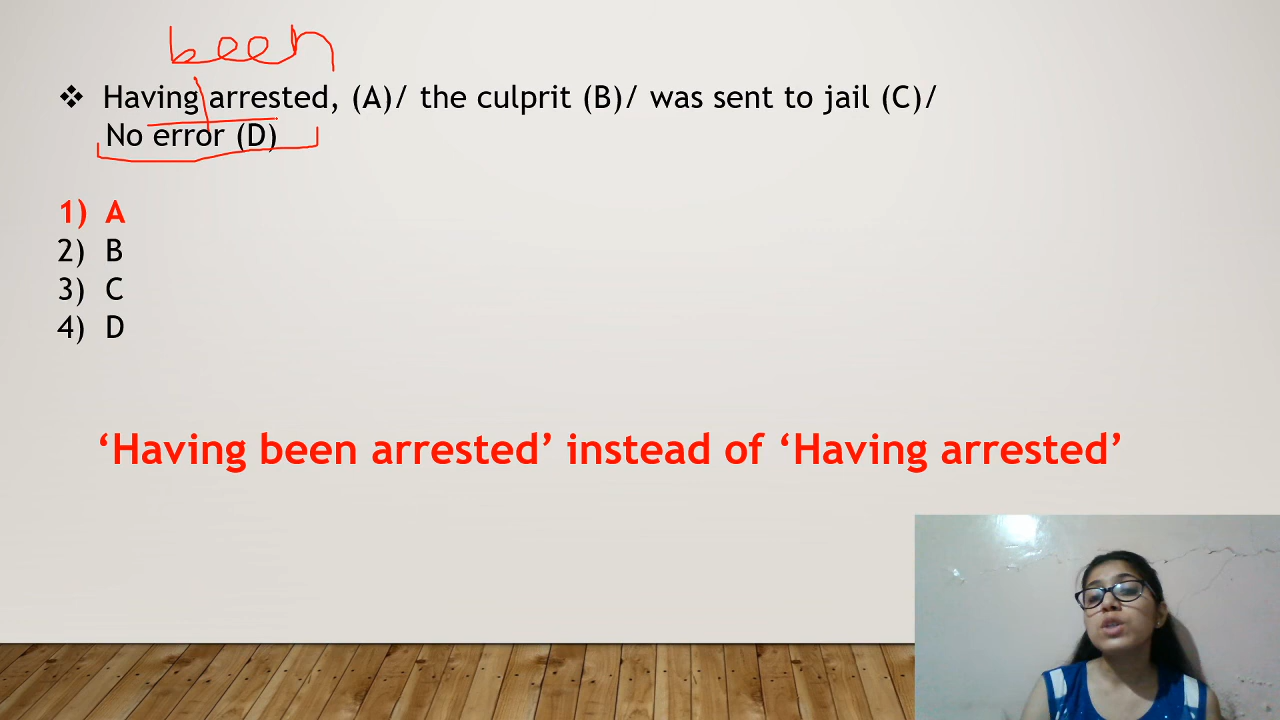 been
❖ Having arrested, (A)/ the culprit (B)/ was sent to jail (C)/
No error (D)
1) A
2) B
3) C
4) D
‘Having been arrested’ instead of ‘Having arrested’